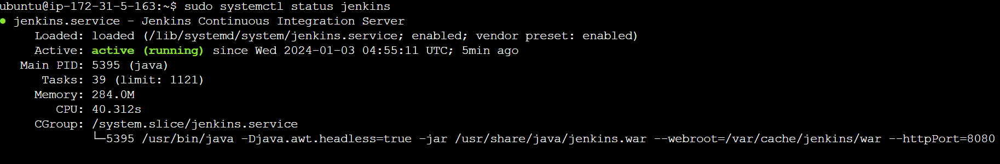 ubuntu@ip-172-31-5-163:~$ sudo systemctl status jenkins
● jenkins.service - Jenkins Continuous Integration Server
     Loaded: loaded (/lib/systemd/system/jenkins.service; enabled; vendor preset: enabled)
     Active: active (running) since Wed 2024-01-03 04:55:11 UTC; 5min ago
   Main PID: 5395 (java)
      Tasks: 39 (limit: 1121)
     Memory: 284.0M
        CPU: 40.312s
     CGroup: /system.slice/jenkins.service
             └─5395 /usr/bin/java -Djava.awt.headless=true -jar /usr/share/java/jenkins.war --webroot=/var/cache/jenkins/war --httpPort=8080